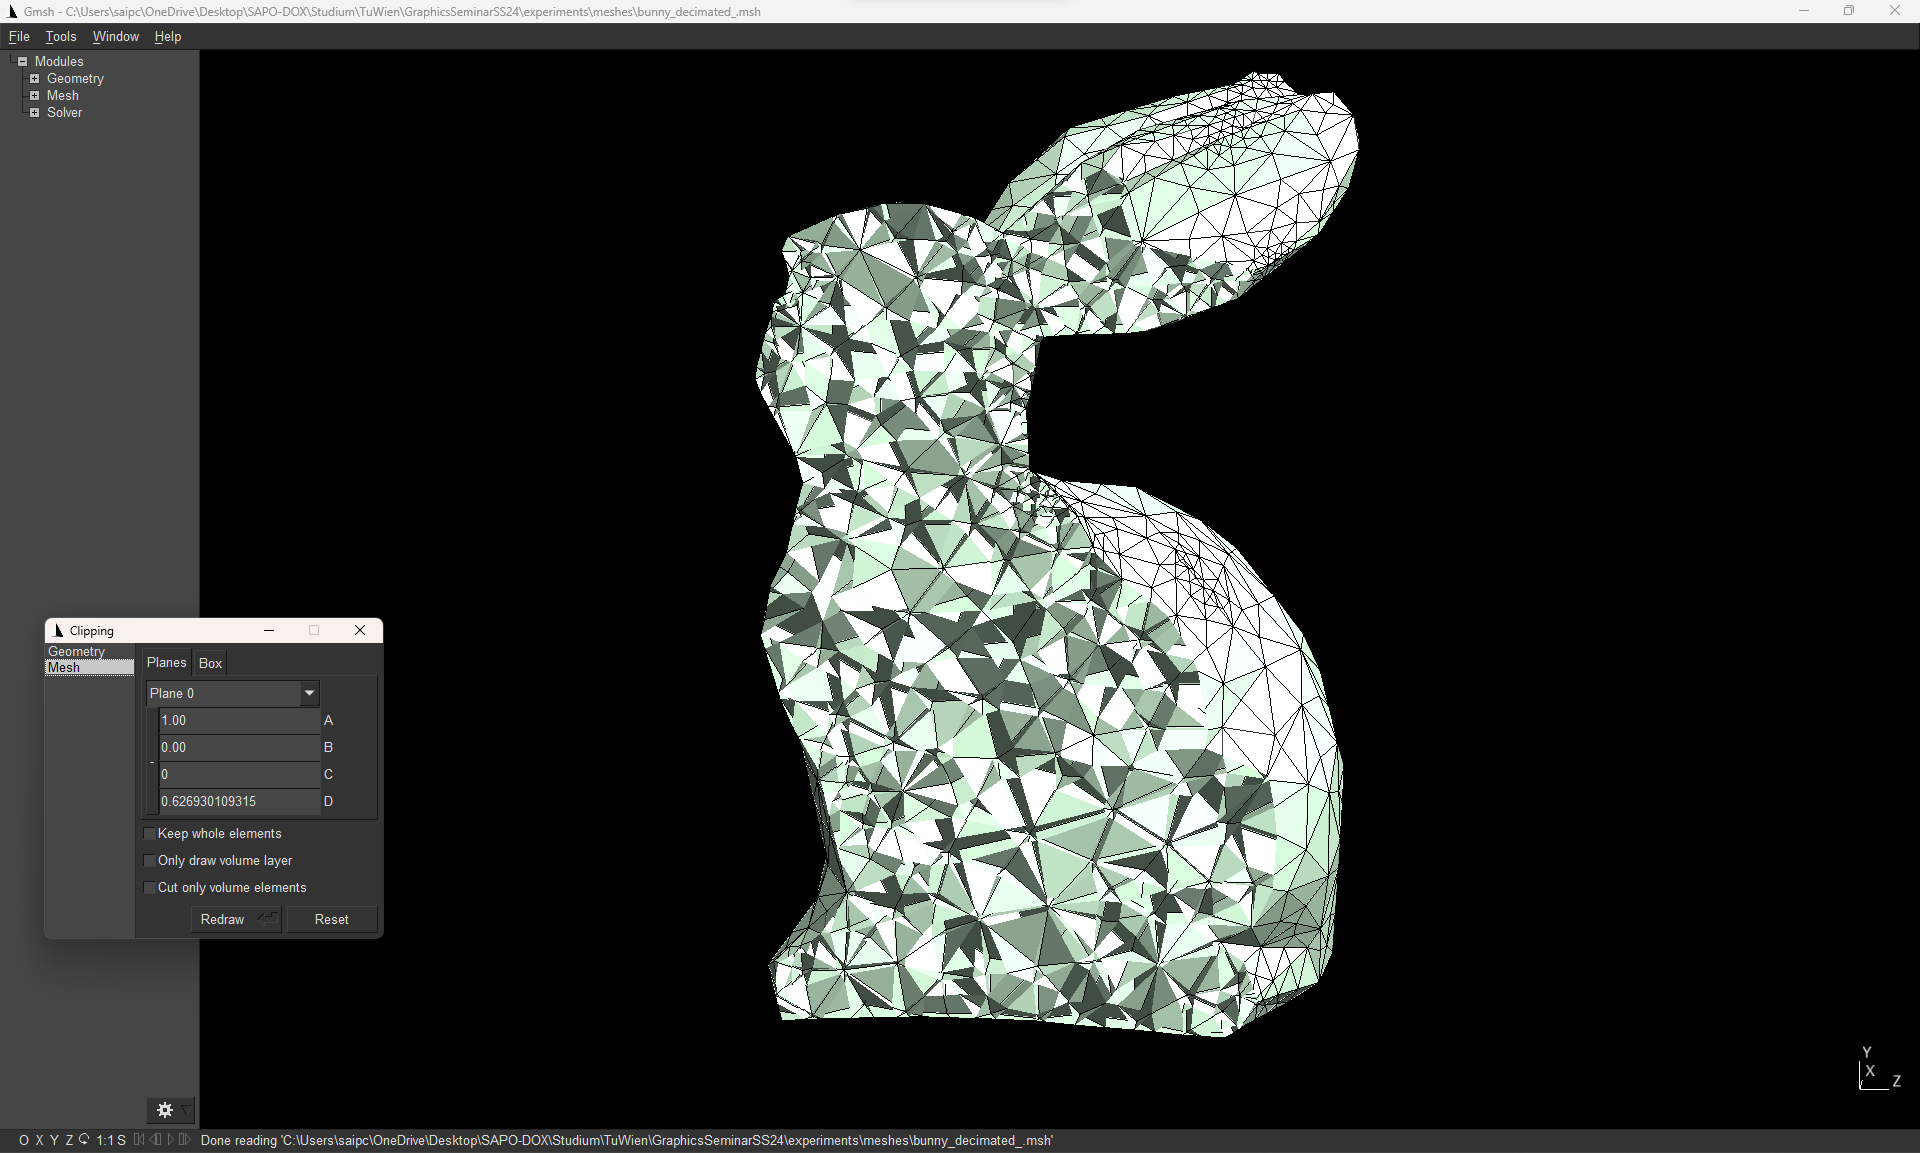 Gmsh - C:\Users\saipc\OneDrive\Desktop\SAPO-DOX\Studium\TuWien\GraphicsSeminarSS24\experiments\meshes\bunny_decimated_.msh
File Tools Window Help
Modules
Geometry
Mesh
Solver
Clipping
Geometry
Mesh
Planes Box
Plane 0
1.00 A
0.00 B
0 C
0.626930109315 D
Keep whole elements
Only draw volume layer
Cut only volume elements
Redraw Reset
Y
X
Z
O X Y Z 1:1 S Done reading 'C:\Users\saipc\OneDrive\Desktop\SAPO-DOX\Studium\TuWien\GraphicsSeminarSS24\experiments\meshes\bunny_decimated_.msh'